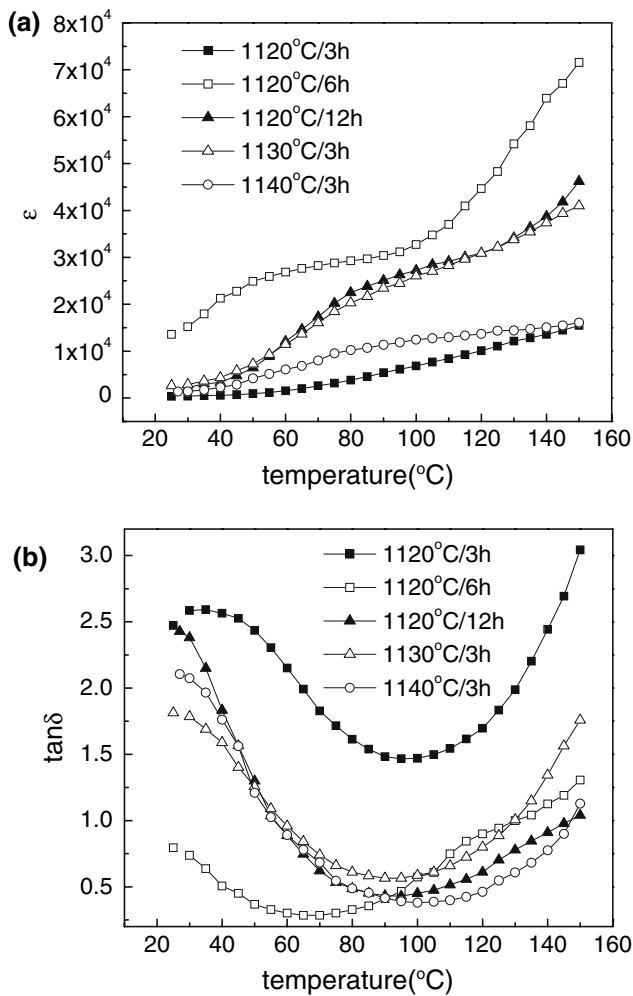 (a)
8x10⁴
7x10⁴
6x10⁴
5x10⁴
4x10⁴
3x10⁴
2x10⁴
1x10⁴
0
ε
1120°C/3h
1120°C/6h
1120°C/12h
1130°C/3h
1140°C/3h
20 40 60 80 100 120 140 160
temperature(°C)
(b)
3.0
2.5
2.0
1.5
1.0
0.5
tanδ
1120°C/3h
1120°C/6h
1120°C/12h
1130°C/3h
1140°C/3h
20 40 60 80 100 120 140 160
temperature(°C)